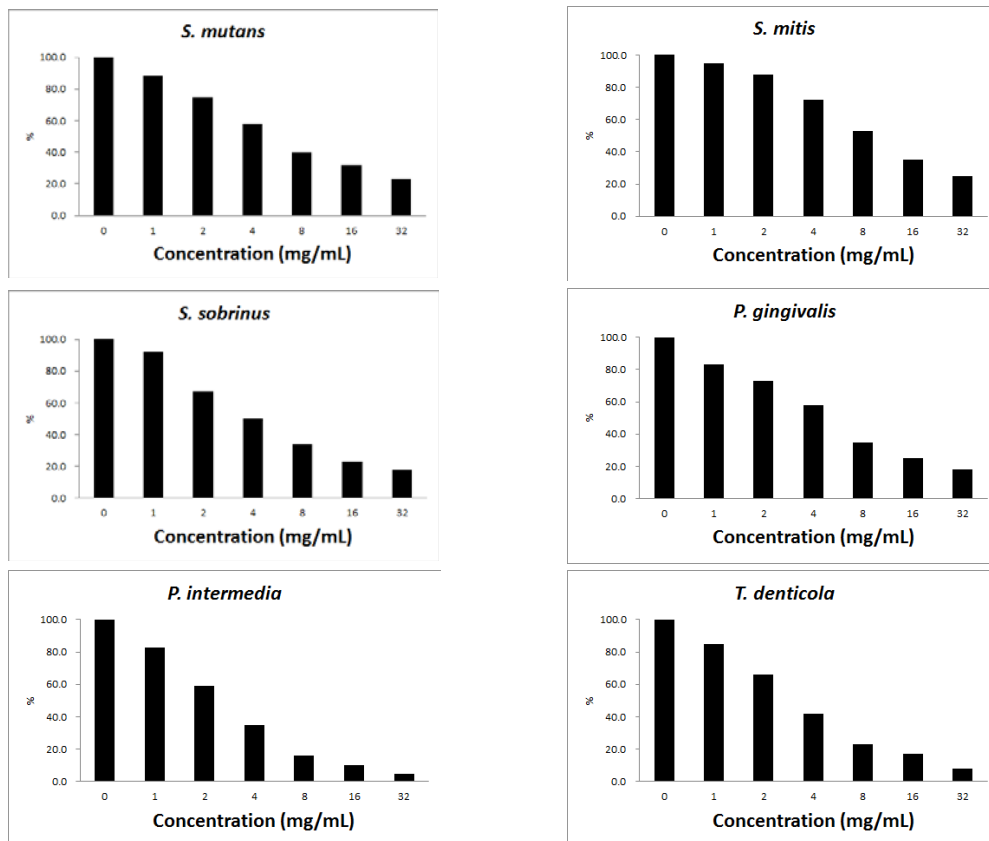 S. mutans
100.0
80.0
60.0
40.0
20.0
0.0
%
0 1 2 4 8 16 32
Concentration (mg/mL)
S. mitis
100.0
80.0
60.0
40.0
20.0
0.0
%
0 1 2 4 8 16 32
Concentration (mg/mL)
S. sobrinus
100.0
80.0
60.0
40.0
20.0
0.0
%
0 1 2 4 8 16 32
Concentration (mg/mL)
P. gingivalis
100.0
80.0
60.0
40.0
20.0
0.0
%
0 1 2 4 8 16 32
Concentration (mg/mL)
P. intermedia
100.0
80.0
60.0
40.0
20.0
0.0
%
0 1 2 4 8 16 32
Concentration (mg/mL)
T. denticola
100.0
80.0
60.0
40.0
20.0
0.0
%
0 1 2 4 8 16 32
Concentration (mg/mL)